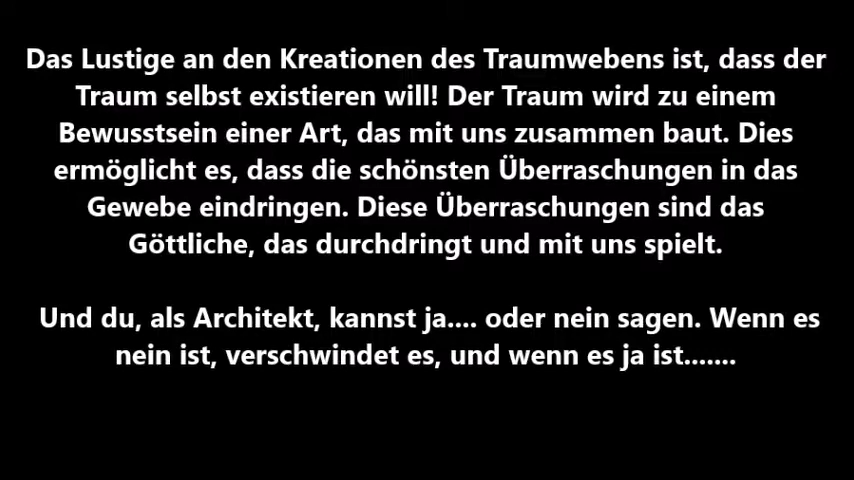 Das Lustige an den Kreationen des Traumwebens ist, dass der
Traum selbst existieren will! Der Traum wird zu einem
Bewusstsein einer Art, das mit uns zusammen baut. Dies
ermöglicht es, dass die schönsten Überraschungen in das
Gewebe eindringen. Diese Überraschungen sind das
Göttliche, das durchdringt und mit uns spielt.
Und du, als Architekt, kannst ja.... oder nein sagen. Wenn es
nein ist, verschwindet es, und wenn es ja ist.......